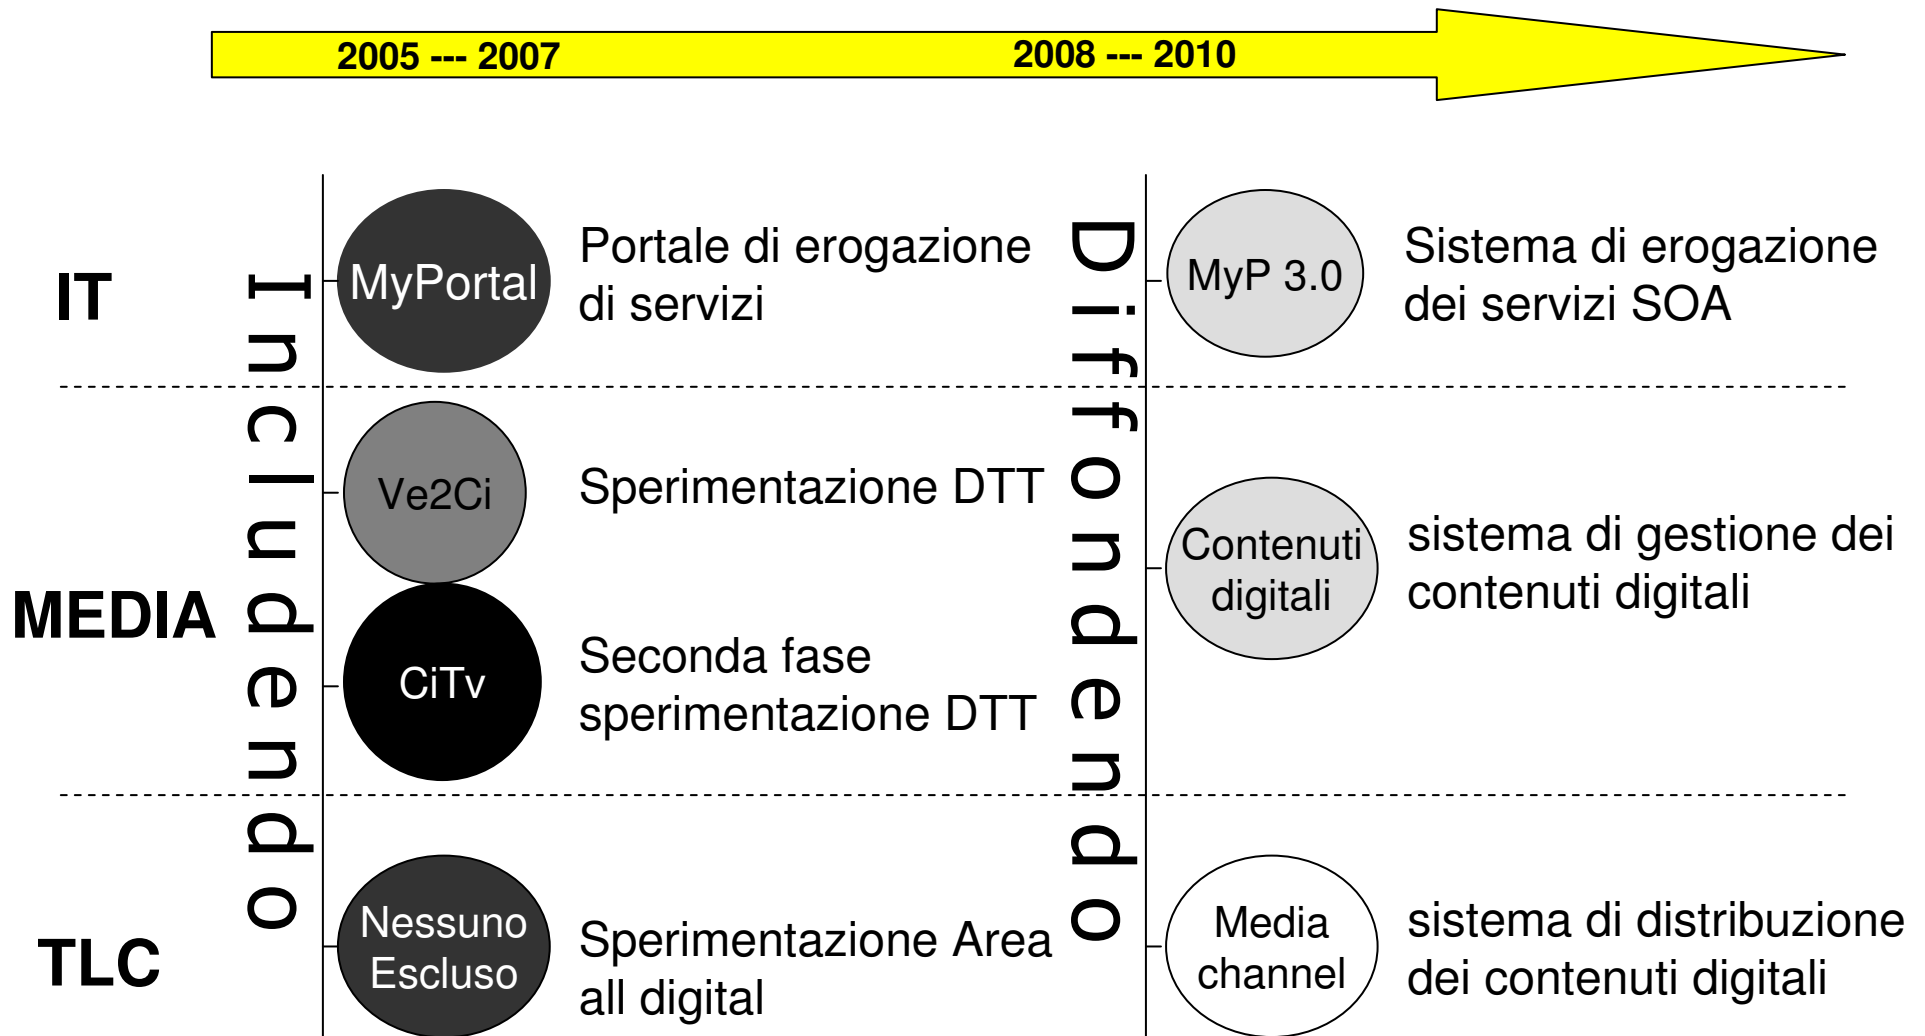 2005 --- 2007
2008 --- 2010
IT
Includendo
MyPortal
Portale di erogazione
di servizi
Diffondendo
MyP 3.0
Sistema di erogazione
dei servizi SOA
MEDIA
Ve2Ci
Sperimentazione DTT
CiTv
Seconda fase
sperimentazione DTT
Contenuti
digitali
sistema di gestione dei
contenuti digitali
TLC
Nessuno
Escluso
Sperimentazione Area
all digital
Media
channel
sistema di distribuzione
dei contenuti digitali